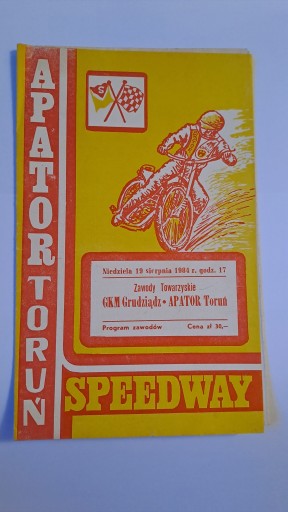 APATOR TORUŃ
Niedziela 19 sierpnia 1984 r. godz. 17
Zawody Towarzyskie
GKM Grudziądz • APATOR Toruń
Program zawodów Cena zł 30,—
SPEEDWAY